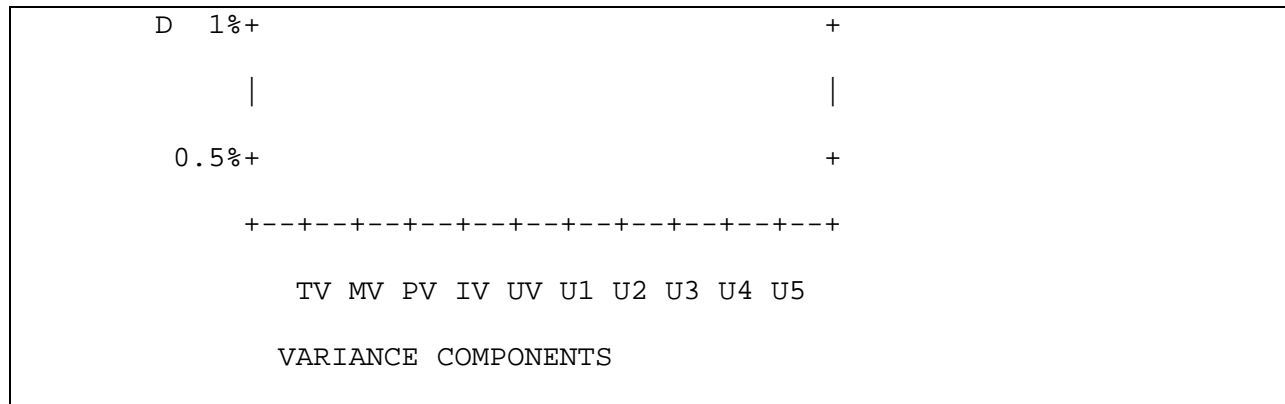 D  1%+                               +
|                               |
0.5%+                               +
+--+--+--+--+--+--+--+--+--+--+--+
TV MV PV IV UV U1 U2 U3 U4 U5
VARIANCE COMPONENTS